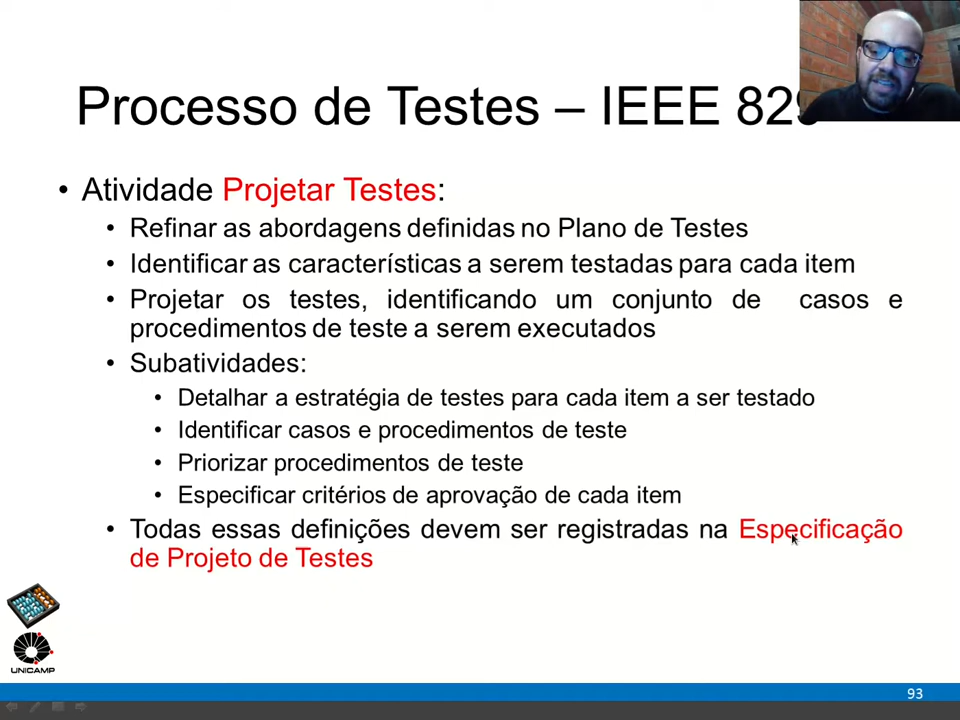 Processo de Testes – IEEE 829
• Atividade Projetar Testes:
• Refinar as abordagens definidas no Plano de Testes
• Identificar as características a serem testadas para cada item
• Projetar os testes, identificando um conjunto de casos e
procedimentos de teste a serem executados
• Subatividades:
• Detalhar a estratégia de testes para cada item a ser testado
• Identificar casos e procedimentos de teste
• Priorizar procedimentos de teste
• Especificar critérios de aprovação de cada item
• Todas essas definições devem ser registradas na Especificação
de Projeto de Testes
UNICAMP
93